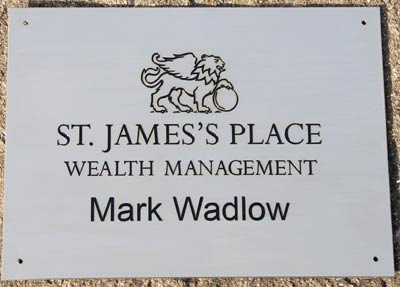 ST. JAMES'S PLACE
WEALTH MANAGEMENT
Mark Wadlow